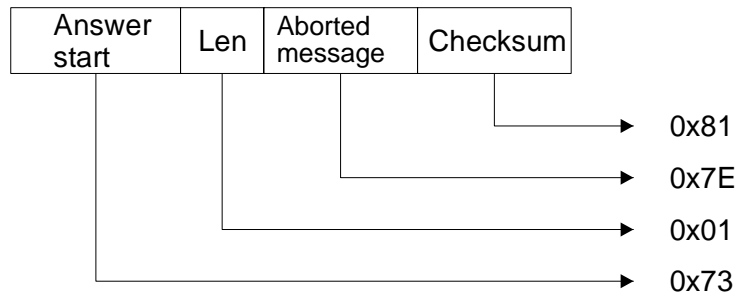 Answer
start
Len
Aborted
message
Checksum
0x81
0x7E
0x01
0x73